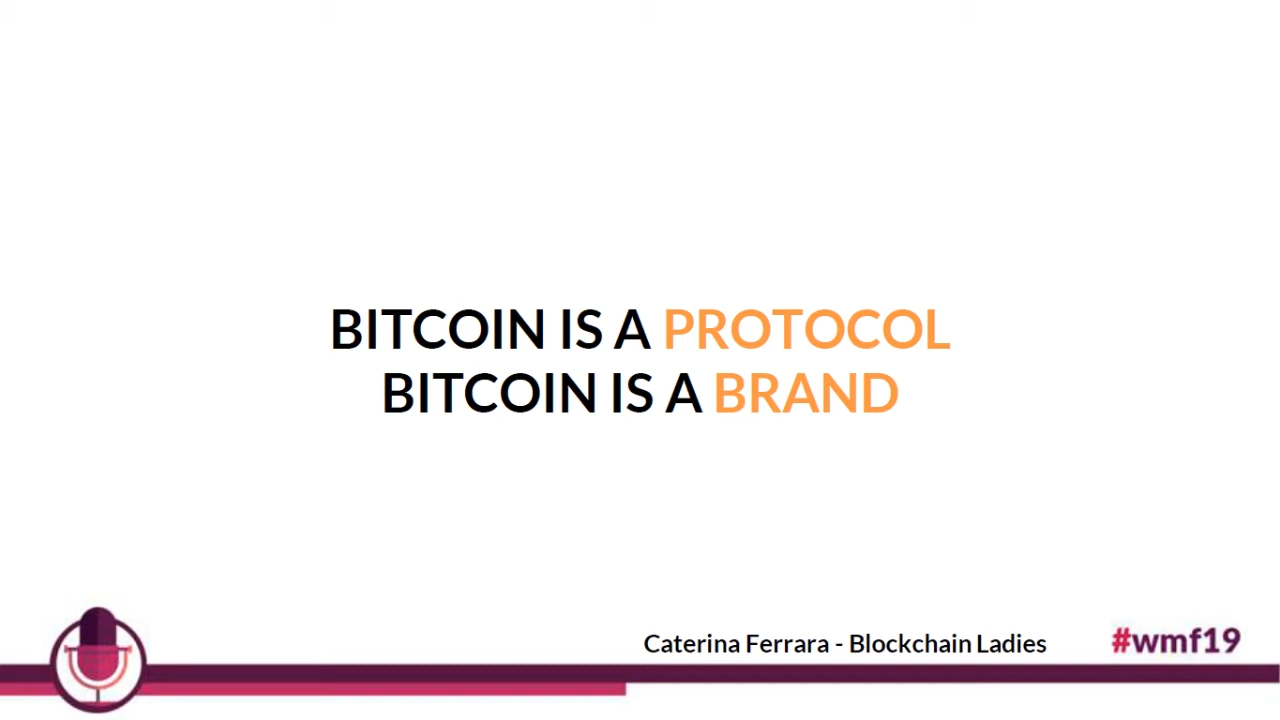 BITCOIN IS A PROTOCOL
BITCOIN IS A BRAND
Caterina Ferrara - Blockchain Ladies
#wmf19